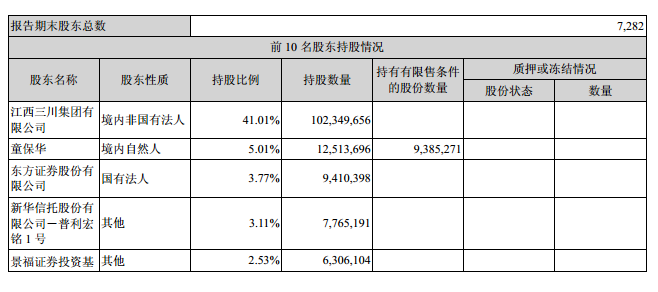 报告期末股东总数 7,282
前 10 名股东持股情况
股东名称 股东性质 持股比例 持股数量 持有有限售条件的股份数量 质押或冻结情况
股份状态 数量
江西三川集团有
限公司
境内非国有法人 41.01% 102,349,656
童保华 境内自然人 5.01% 12,513,696 9,385,271
东方证券股份有
限公司
国有法人 3.77% 9,410,398
新华信托股份有
限公司－普利宏
铭 1 号
其他 3.11% 7,765,191
景福证券投资基 其他 2.53% 6,306,104